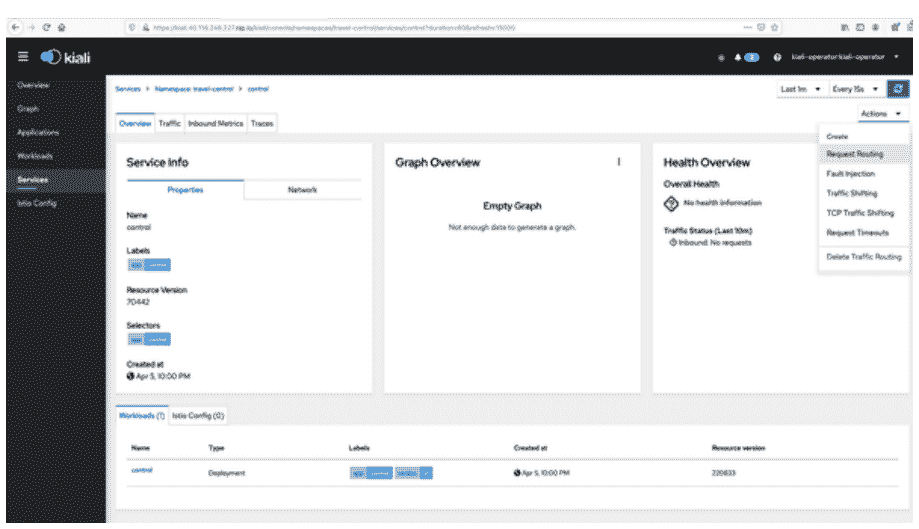 kiali
kiali-operator:kiali-operator
Overview
Graph
Applications
Workloads
Services
Istio Config
Services > Namespace travel-control > control
Last 1m
Every 15s
Actions
Overview Traffic Inbound Metrics Traces
Create
Request Routing
Fault Injection
Traffic Shifting
TCP Traffic Shifting
Request Timeouts
Delete Traffic Routing
Service Info
Properties Network
Name
control
Labels
Resource Version
70442
Selectors
Created at
Apr 5, 10:00 PM
Graph Overview
Empty Graph
Not enough data to generate a graph.
Health Overview
Overall Health
No health information
Traffic Status (Last 10m)
Inbound: No requests
Workloads (1) Istio Config (0)
Name Type Labels Created at Resource version
control Deployment Apr 5, 10:00 PM 220833